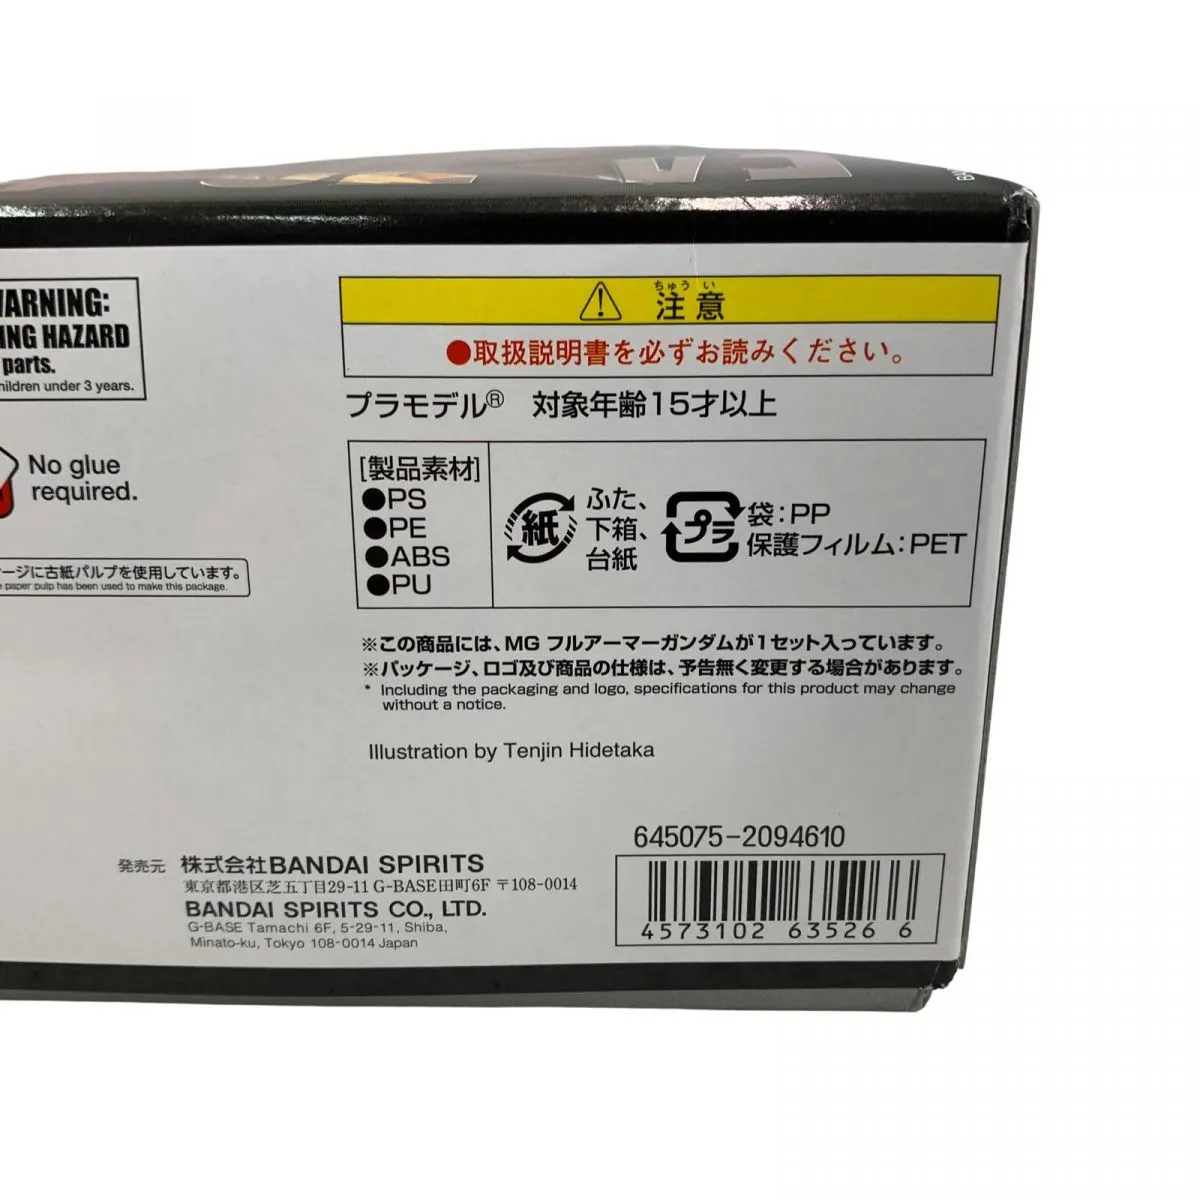 VA
WARNING:
ING HAZARD
parts.
children under 3 years.
No glue
required.
ージに古紙パルプを使用しています。
paper pulp has been used to make this package.
ちゅうい
注意
●取扱説明書を必ずお読みください。
プラモデル® 対象年齢15才以上
[製品素材]
●PS
●PE
●ABS
●PU
紙
ふた、
下箱、
台紙
プラ
袋:PP
保護フィルム:PET
※この商品には、MG フルアーマーガンダムが1セット入っています。
※パッケージ、ロゴ及び商品の仕様は、予告無く変更する場合があります。
* Including the packaging and logo, specifications for this product may change
without a notice.
Illustration by Tenjin Hidetaka
645075-2094610
4573102 63526 6
発売元 株式会社BANDAI SPIRITS
東京都港区芝五丁目29-11 G-BASE田町6F 〒108-0014
BANDAI SPIRITS CO., LTD.
G-BASE Tamachi 6F, 5-29-11, Shiba,
Minato-ku, Tokyo 108-0014 Japan